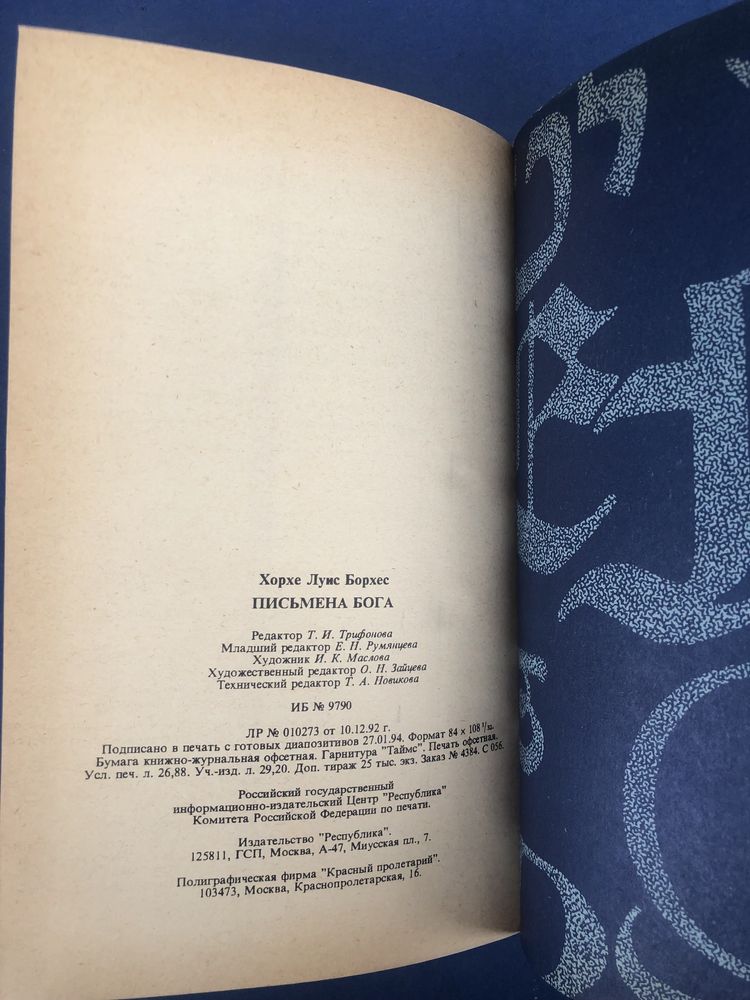 Хорхе Луис Борхес
ПИСЬМЕНА БОГА
Редактор Т. И. Трифонова
Младший редактор Е. Н. Румянцева
Художник И. К. Маслова
Художественный редактор О. Н. Зайцева
Технический редактор Т. А. Новикова
ИБ № 9790
ЛР № 010273 от 10.12.92 г.
Подписано в печать с готовых диапозитивов 27.01.94. Формат 84 × 108 ¹/₃₂.
Бумага книжно-журнальная офсетная. Гарнитура "Таймс". Печать офсетная.
Усл. печ. л. 26,88. Уч.-изд. л. 29,20. Доп. тираж 25 тыс. экз. Заказ № 4384. С 056.
Российский государственный
информационно-издательский Центр "Республика"
Комитета Российской Федерации по печати.
Издательство "Республика".
125811, ГСП, Москва, А-47, Миусская пл., 7.
Полиграфическая фирма "Красный пролетарий".
103473, Москва, Краснопролетарская, 16.